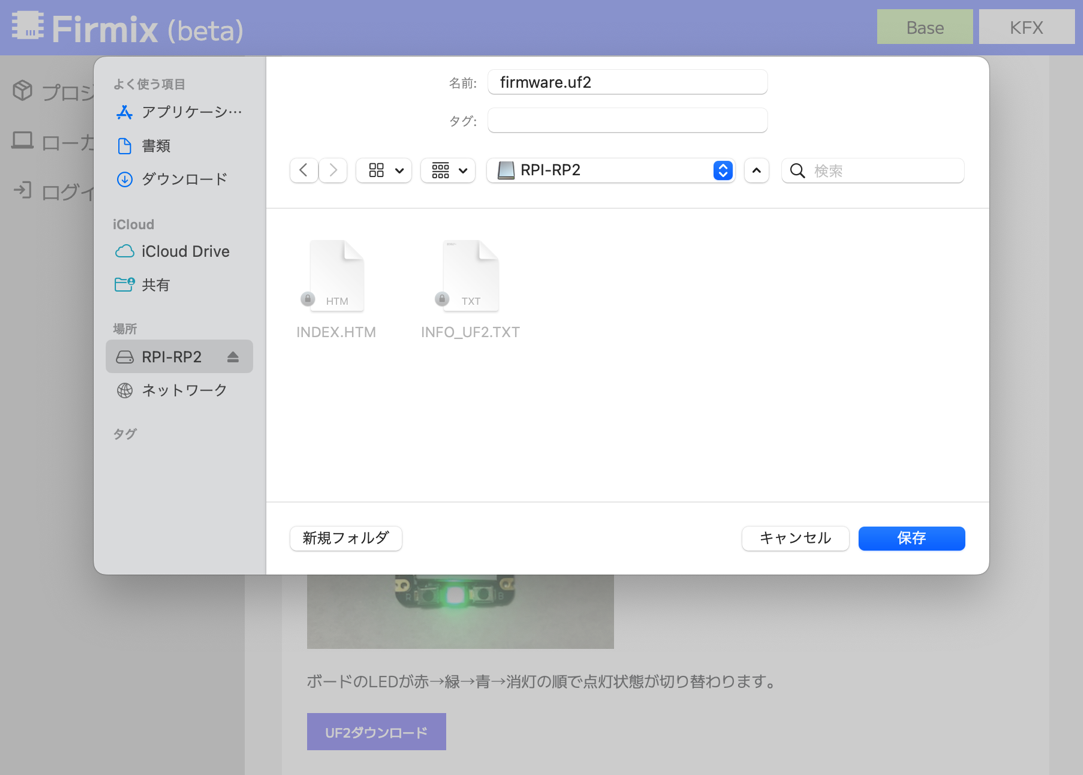 Firmix (beta)
Base
KFX
プロジ
ローカ
ログイ
よく使う項目
アプリケーシ…
書類
ダウンロード
iCloud
iCloud Drive
共有
場所
RPI-RP2
ネットワーク
タグ
名前:
firmware.uf2
タグ:
RPI-RP2
検索
HTM
INDEX.HTM
TXT
INFO_UF2.TXT
新規フォルダ
キャンセル
保存
ボードのLEDが赤→緑→青→消灯の順で点灯状態が切り替わります。
UF2ダウンロード